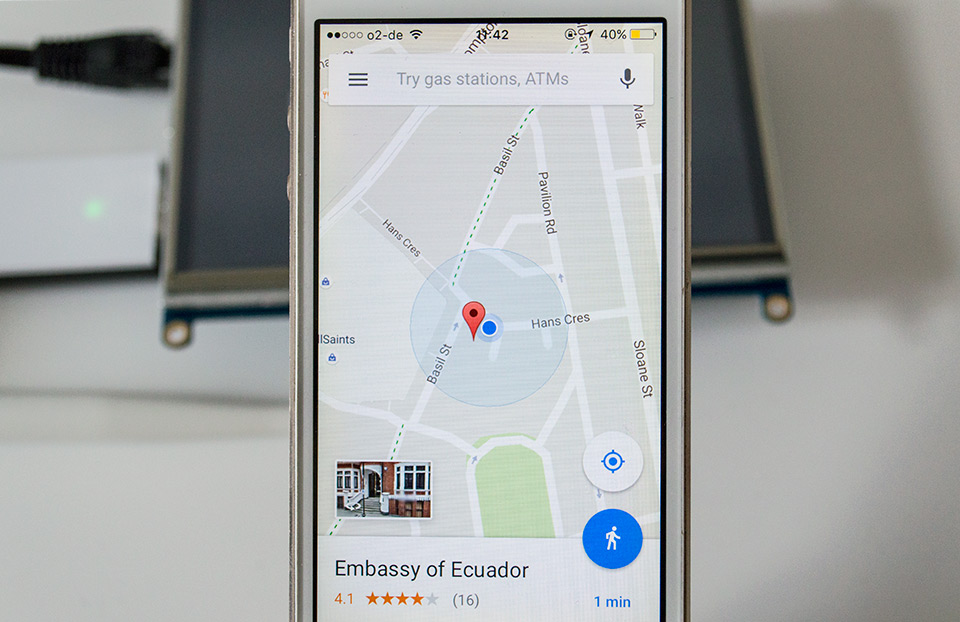 o2-de 11:42 40%
Try gas stations, ATMs
Walk
Basil St
Pavilion Rd
Hans Cres
Hans Cres
llSaints
Basil St
Sloane St
Embassy of Ecuador
4.1 (16)
1 min